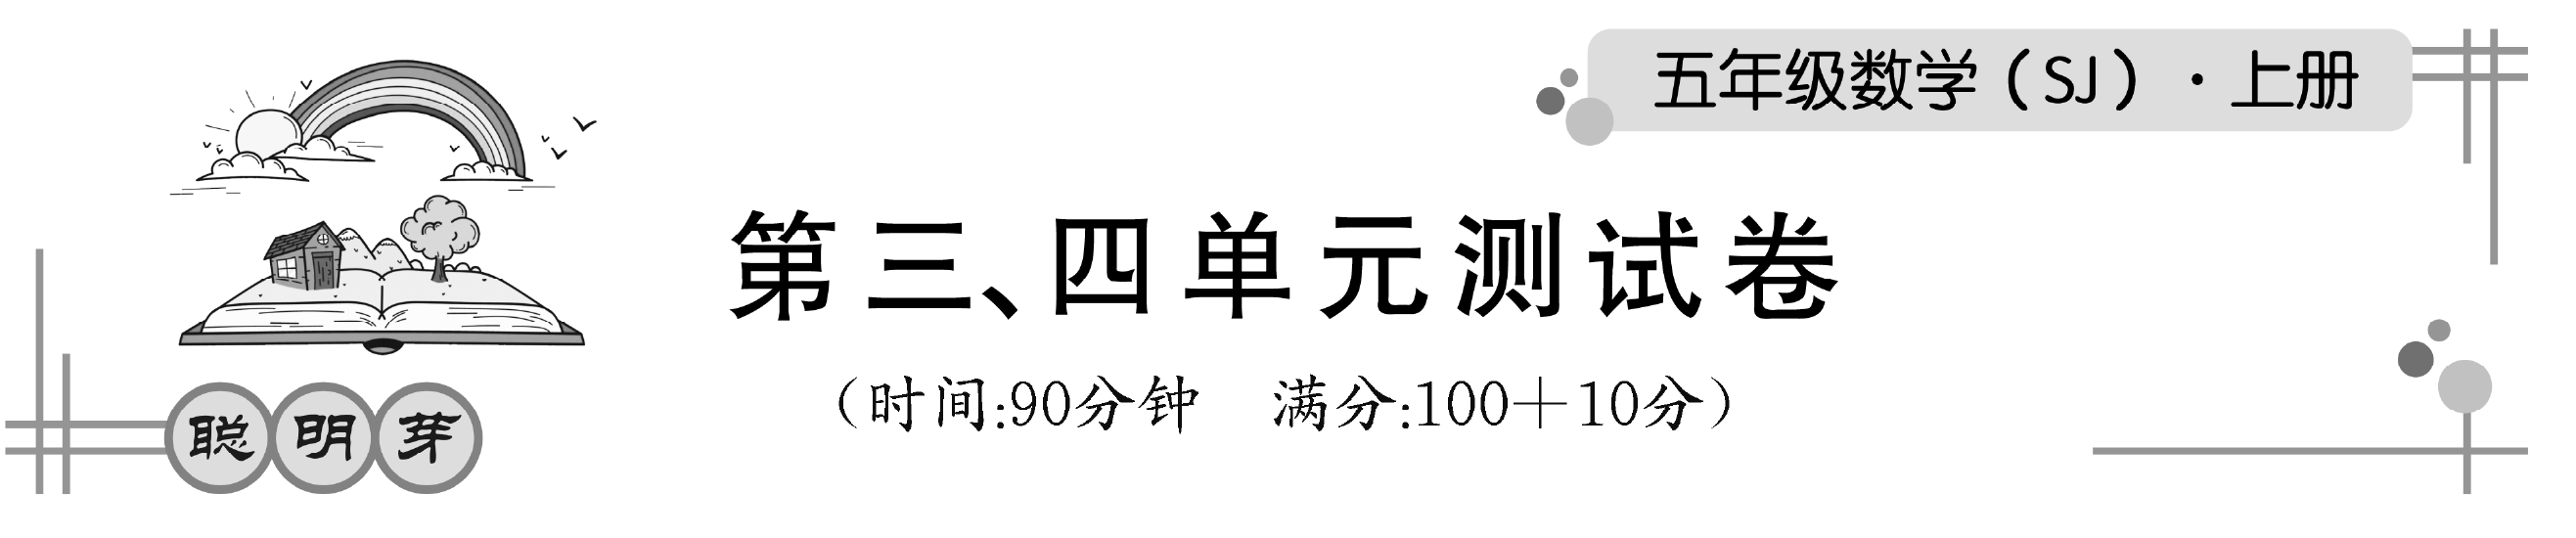 五年级数学(SJ)·上册
第三、四单元测试卷
(时间:90分钟 满分:100+10分)
聪明芽